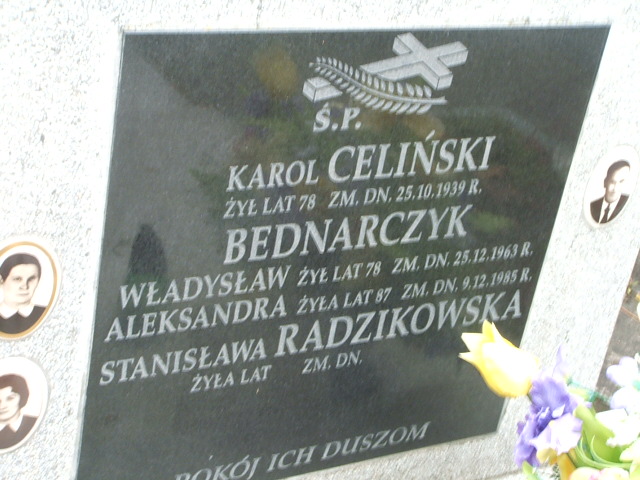 Ś.P.
KAROL CELIŃSKI
ŻYŁ LAT 78 ZM. DN. 25.10.1939 R.
BEDNARCZYK
WŁADYSŁAW ŻYŁ LAT 78 ZM. DN. 25.12.1963 R.
ALEKSANDRA ŻYŁA LAT 87 ZM. DN. 9.12.1985 R.
STANISŁAWA RADZIKOWSKA
ŻYŁA LAT ZM. DN.
POKÓJ ICH DUSZOM